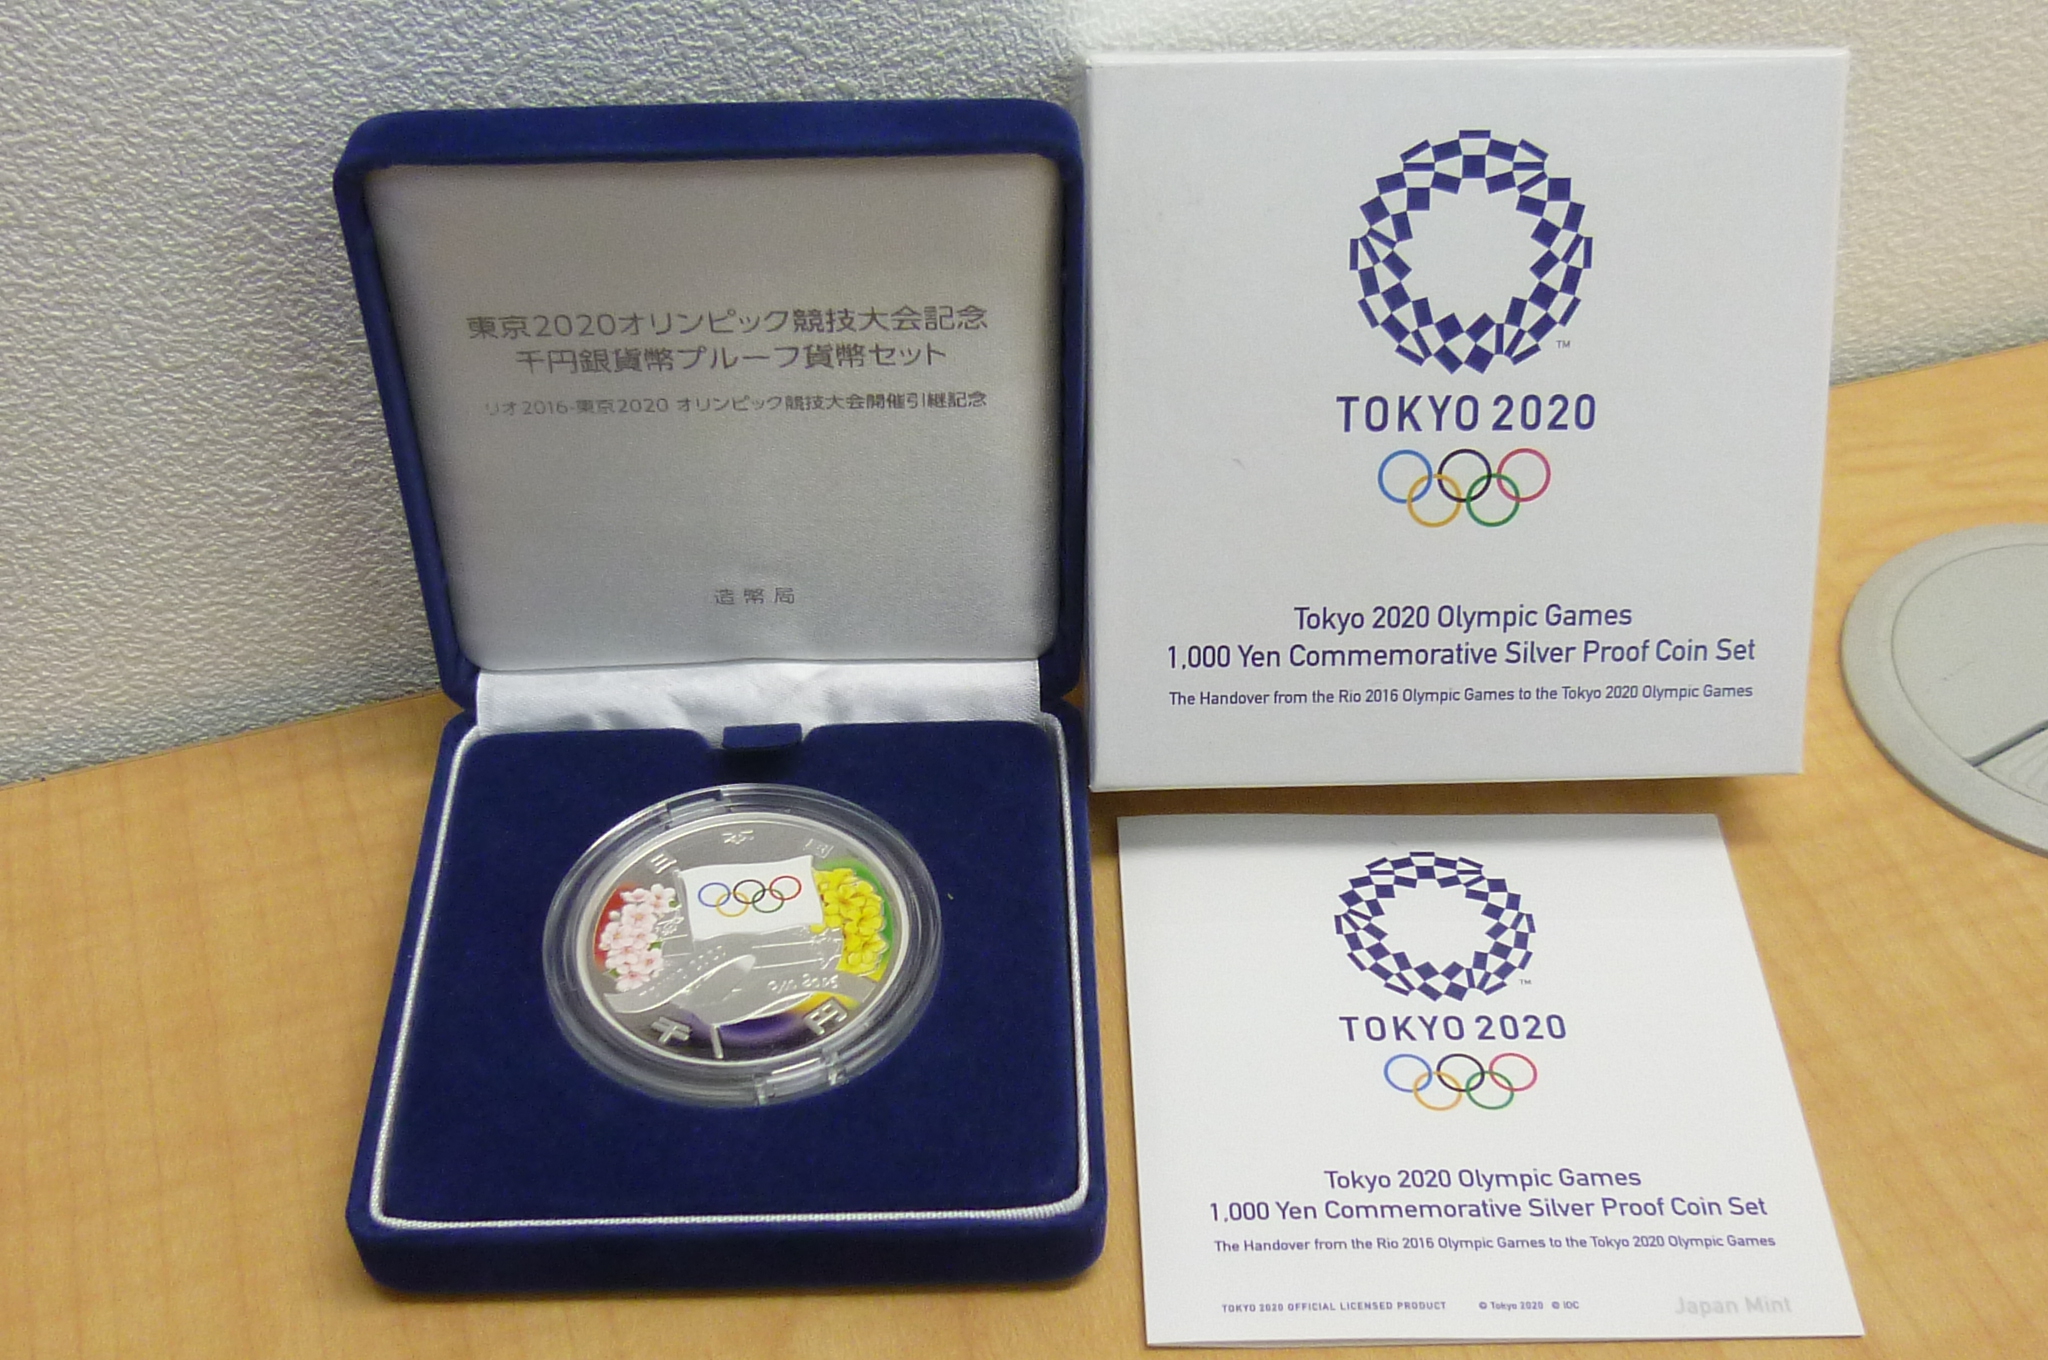 東京2020オリンピック競技大会記念
千円銀貨幣プルーフ貨幣セット
リオ2016-東京2020 オリンピック競技大会開催引継記念
造幣局
日 本 国
千 円
TM
TOKYO 2020
Tokyo 2020 Olympic Games
1,000 Yen Commemorative Silver Proof Coin Set
The Handover from the Rio 2016 Olympic Games to the Tokyo 2020 Olympic Games
TM
TOKYO 2020
Tokyo 2020 Olympic Games
1,000 Yen Commemorative Silver Proof Coin Set
The Handover from the Rio 2016 Olympic Games to the Tokyo 2020 Olympic Games
TOKYO 2020 OFFICIAL LICENSED PRODUCT © Tokyo 2020 © IOC
Japan Mint